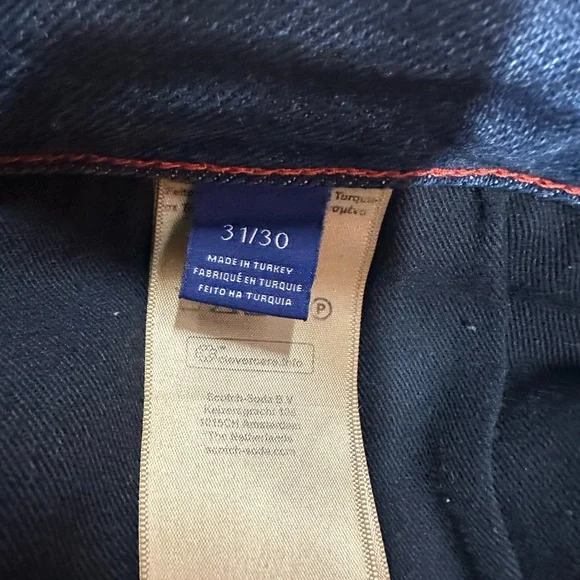 Turquie
31/30
MADE IN TURKEY
FABRIQUÉ EN TURQUIE
FEITO NA TURQUIA
P
clevercare.info
Scotch-Soda B.V
Keizersgracht
1015CH Amsterdam
The Netherlands
scotch-soda.com